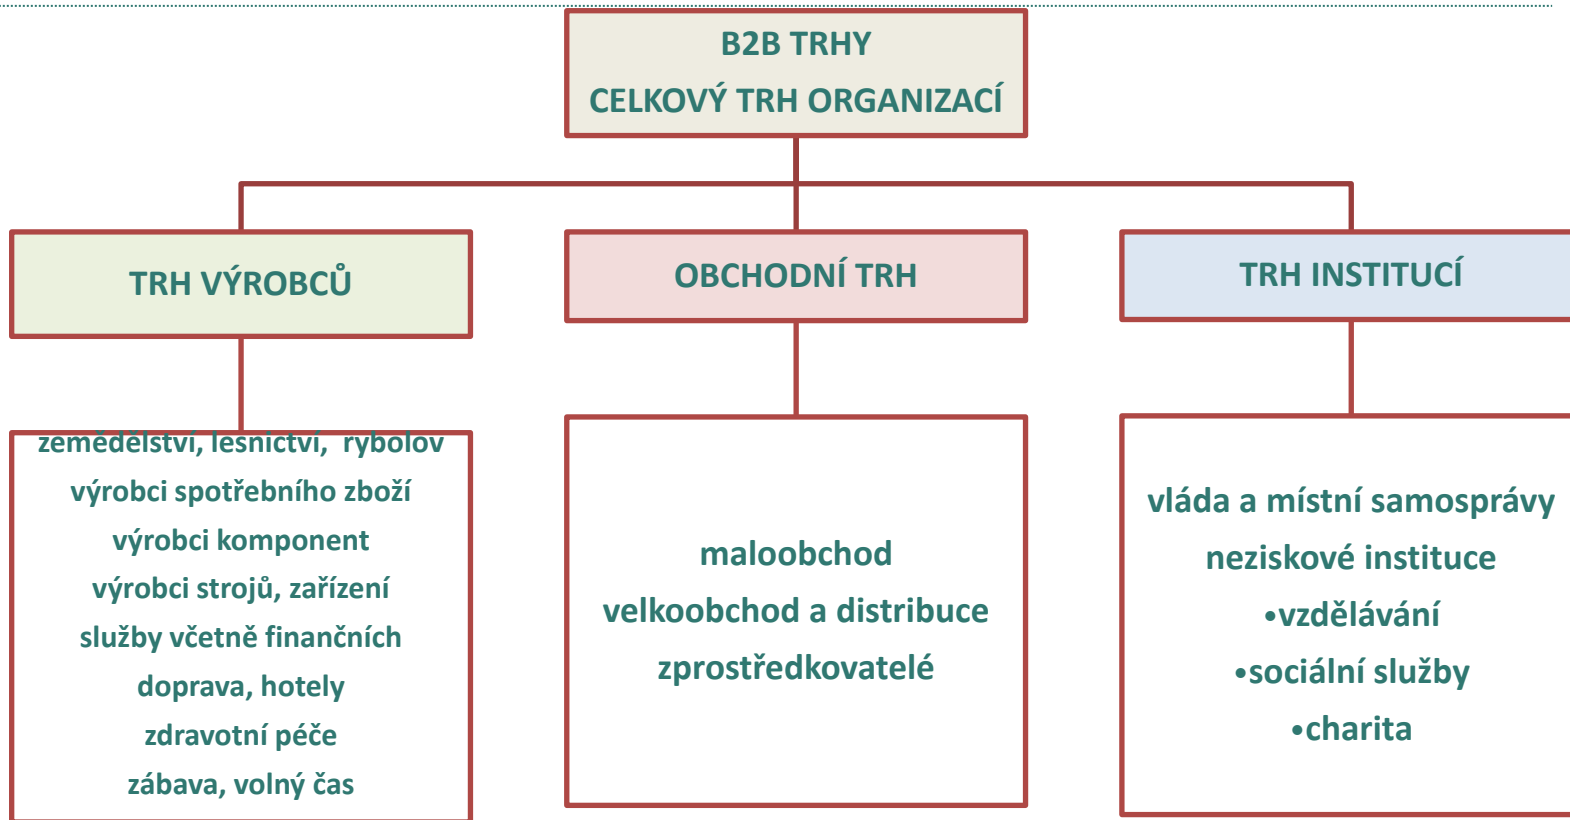 B2B TRHY
CELKOVÝ TRH ORGANIZACÍ
TRH VÝROBCŮ
OBCHODNÍ TRH
TRH INSTITUCÍ
zemědělství, lesnictví, rybolov
výrobci spotřebního zboží
výrobci komponent
výrobci strojů, zařízení
služby včetně finančních
doprava, hotely
zdravotní péče
zábava, volný čas
maloobchod
velkoobchod a distribuce
zprostředkovatelé
vláda a místní samosprávy
neziskové instituce
•vzdělávání
•sociální služby
•charita